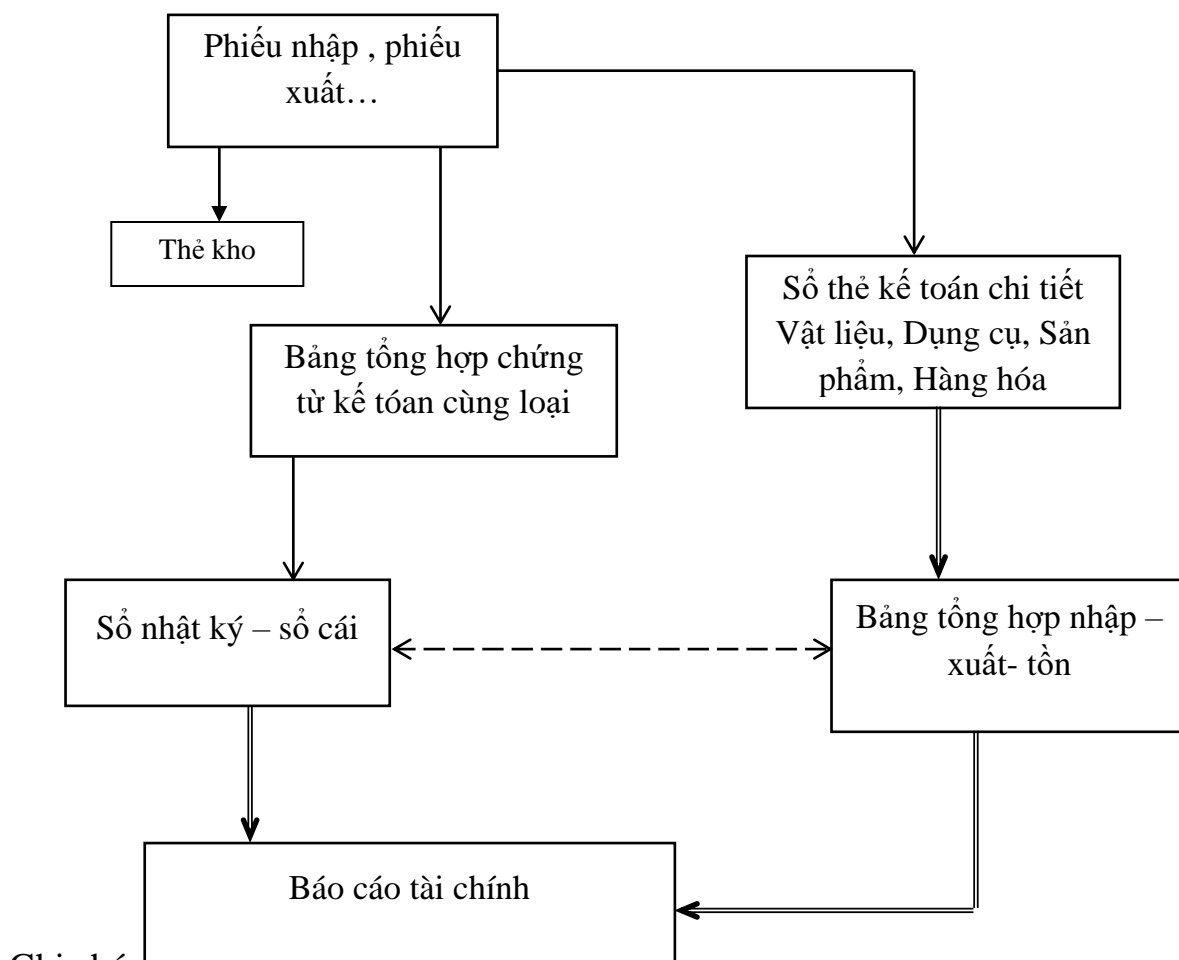 Phiếu nhập , phiếu
xuất…
Thẻ kho
Sổ thẻ kế toán chi tiết
Vật liệu, Dụng cụ, Sản
phẩm, Hàng hóa
Bảng tổng hợp chứng
từ kế tóan cùng loại
Sổ nhật ký – sổ cái
Bảng tổng hợp nhập –
xuất- tồn
Báo cáo tài chính